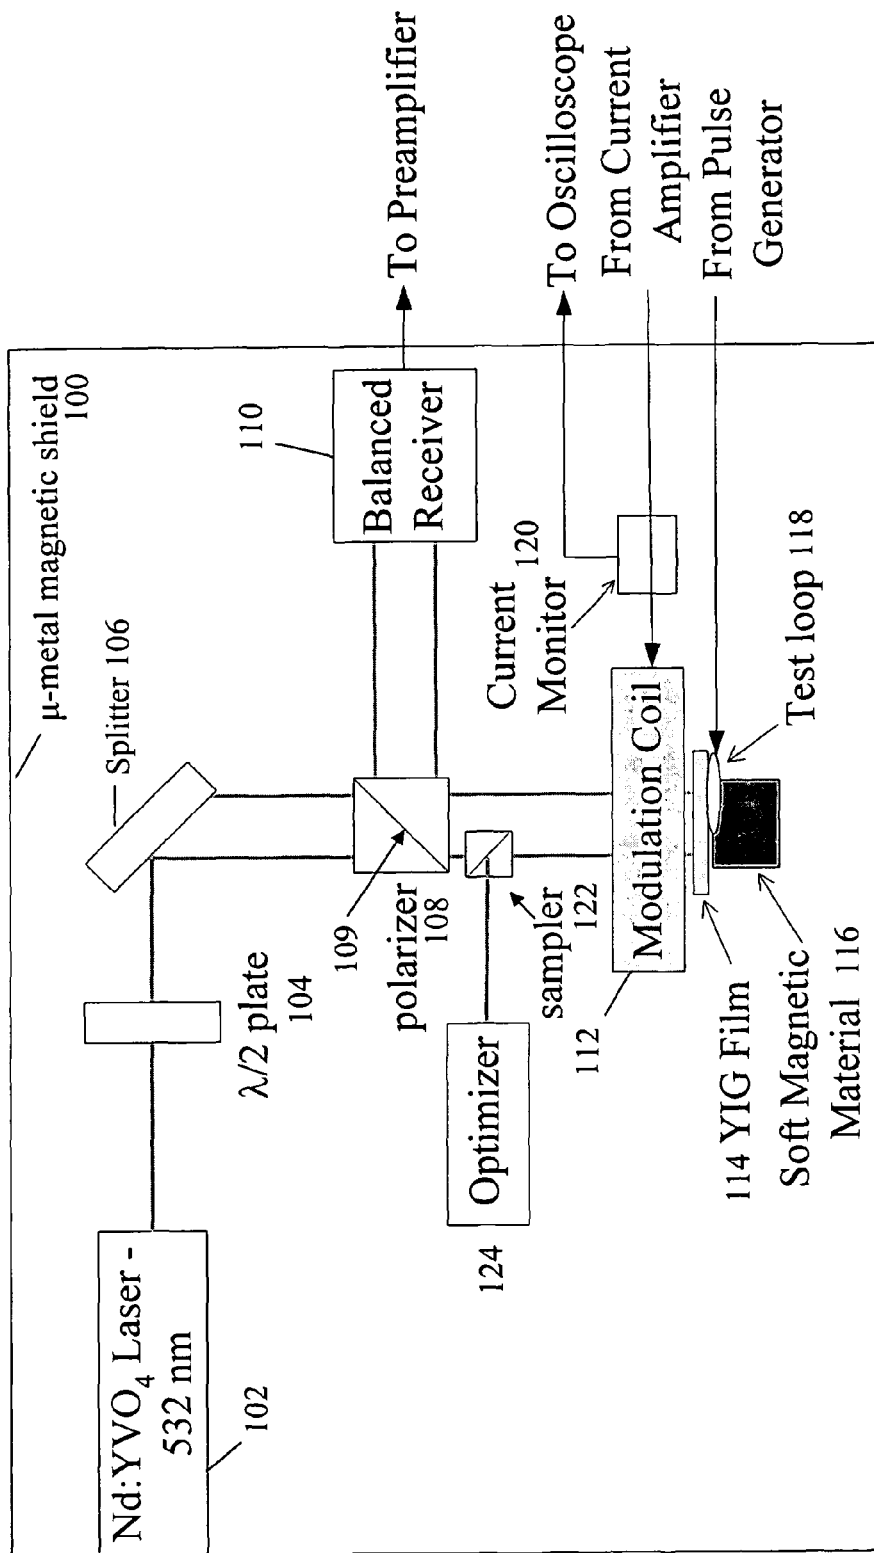 μ-metal magnetic shield
100
Nd:YVO4 Laser -
532 nm
102
λ/2 plate
104
Splitter 106
109
polarizer
108
Balanced
Receiver
110
To Preamplifier
Optimizer
124
sampler
122
Current
Monitor
120
To Oscilloscope
From Current
Amplifier
From Pulse
Generator
Modulation Coil
112
114 YIG Film
Soft Magnetic
Material 116
Test loop 118